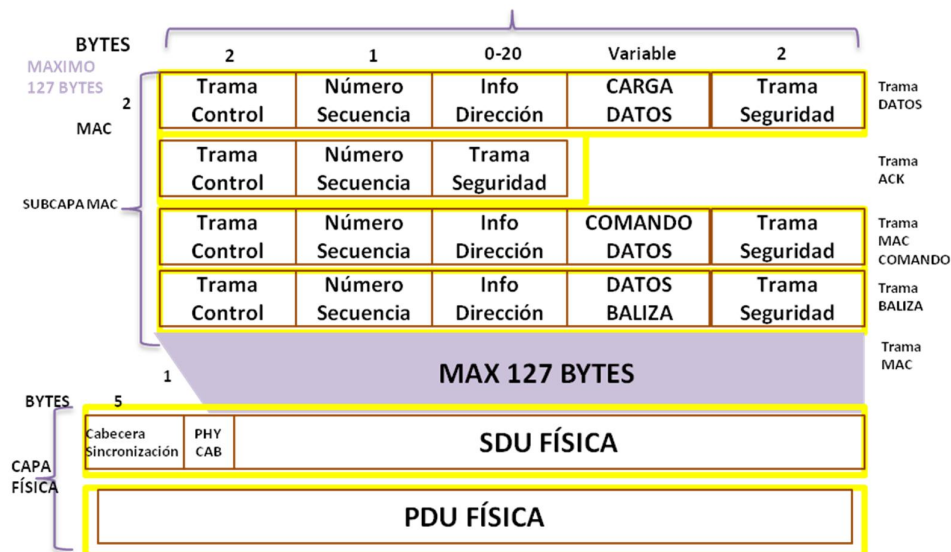 BYTES
2 1 0-20 Variable 2
MAXIMO
127 BYTES
2
MAC
SUBCAPA MAC
Trama Número Info CARGA Trama
Control Secuencia Dirección DATOS Seguridad
Trama
DATOS
Trama Número Trama
Control Secuencia Seguridad
Trama
ACK
Trama Número Info COMANDO Trama
Control Secuencia Dirección DATOS Seguridad
Trama
MAC
COMANDO
Trama Número Info DATOS Trama
Control Secuencia Dirección BALIZA Seguridad
Trama
BALIZA
Trama
MAC
MAX 127 BYTES
1
BYTES 5
CAPA
FÍSICA
Cabecera
Sincronización
PHY
CAB
SDU FÍSICA
PDU FÍSICA